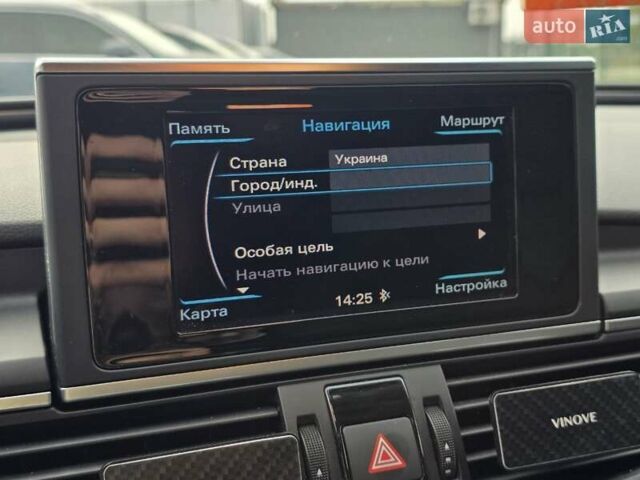 auto RIA.com
Память Навигация Маршрут
Страна Украина
Город/инд.
Улица
Особая цель
Начать навигацию к цели
Карта 14:25 Настройка
VINOVE